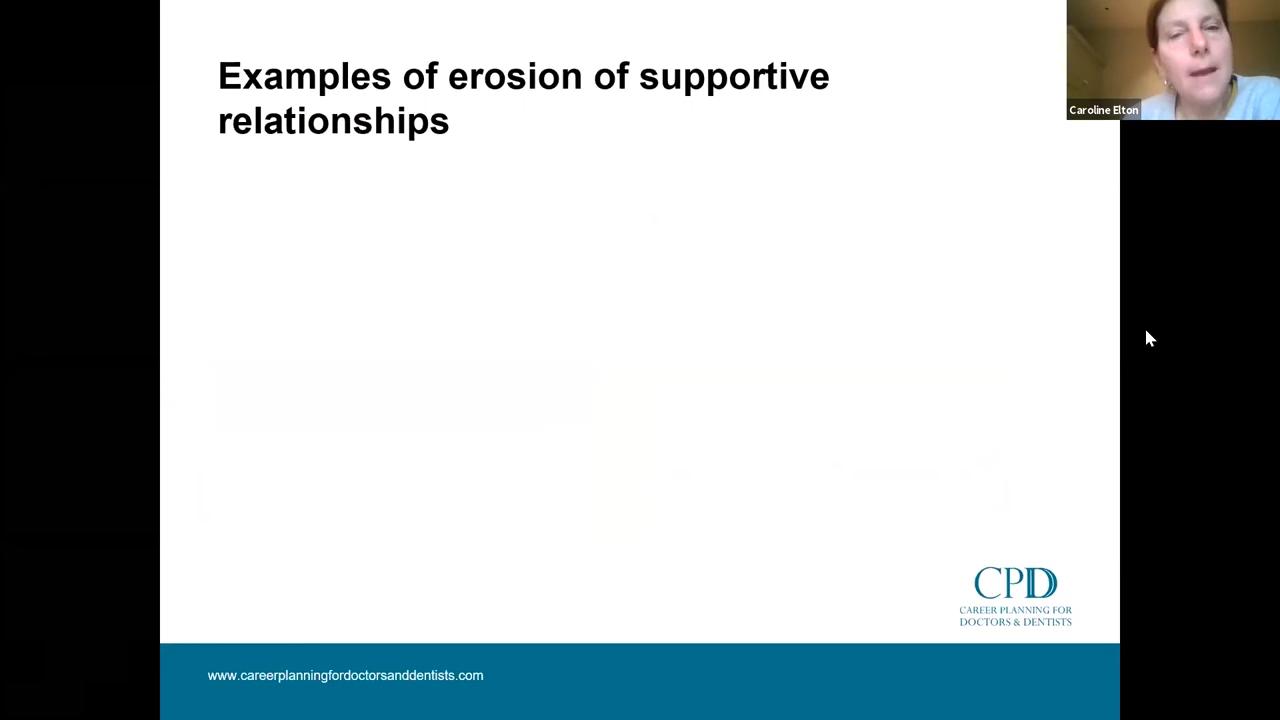 Examples of erosion of supportive
relationships
Caroline Elton
CPD
CAREER PLANNING FOR
DOCTORS & DENTISTS
www.careerplanningfordoctorsanddentists.com